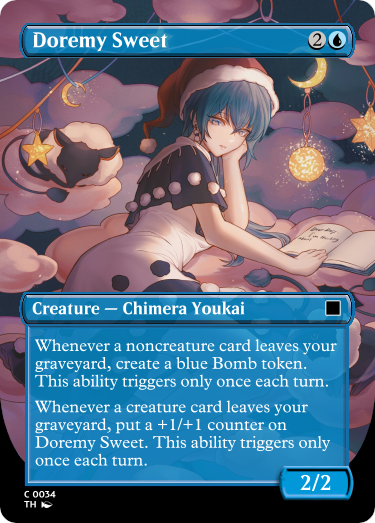 Doremy Sweet 2
Creature — Chimera Youkai
Whenever a noncreature card leaves your
graveyard, create a blue Bomb token.
This ability triggers only once each turn.
Whenever a creature card leaves your
graveyard, put a +1/+1 counter on
Doremy Sweet. This ability triggers only
once each turn.
2/2
C 0034
TH